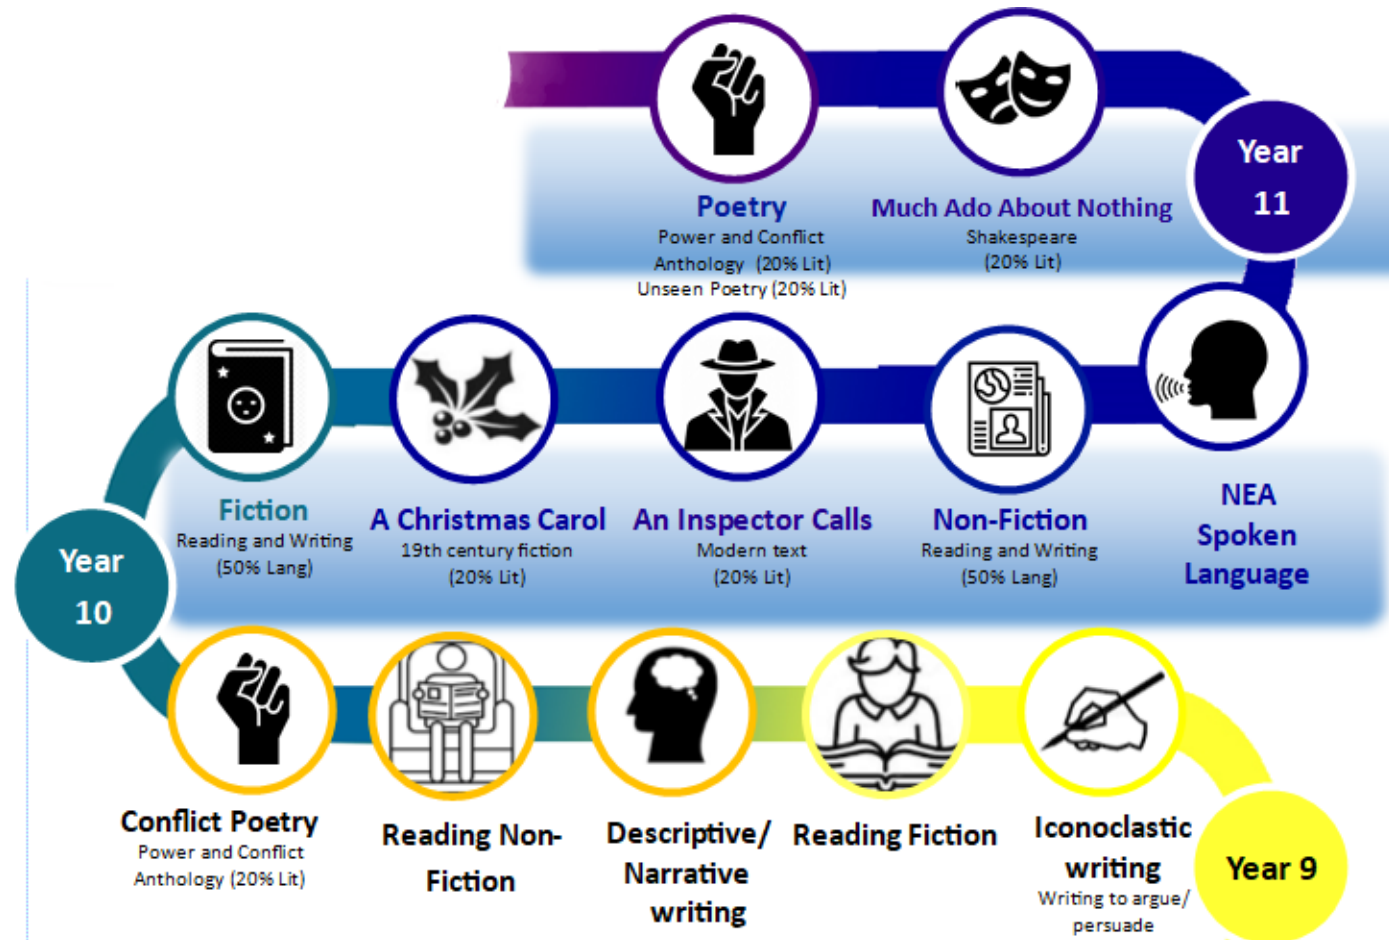 Year
11
Poetry
Power and Conflict
Anthology (20% Lit)
Unseen Poetry (20% Lit)
Much Ado About Nothing
Shakespeare
(20% Lit)
Fiction
Reading and Writing
(50% Lang)
A Christmas Carol
19th century fiction
(20% Lit)
An Inspector Calls
Modern text
(20% Lit)
Non-Fiction
Reading and Writing
(50% Lang)
NEA
Spoken
Language
Year
10
Conflict Poetry
Power and Conflict
Anthology (20% Lit)
Reading Non-
Fiction
Descriptive/
Narrative
writing
Reading Fiction
Iconoclastic
writing
Writing to argue/
persuade
Year 9